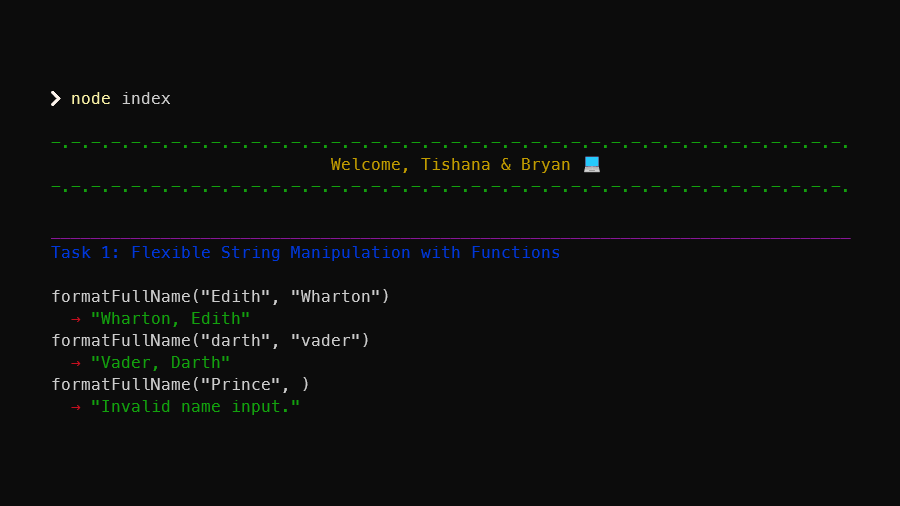 ❯ node index
-.-.-.-.-.-.-.-.-.-.-.-.-.-.-.-.-.-.-.-.-.-.-.-.-.-.-.-.-.-.-.-.-.-.-.-.-.-.-.-.
Welcome, Tishana & Bryan 💻
-.-.-.-.-.-.-.-.-.-.-.-.-.-.-.-.-.-.-.-.-.-.-.-.-.-.-.-.-.-.-.-.-.-.-.-.-.-.-.-.
________________________________________________________________________________
Task 1: Flexible String Manipulation with Functions
formatFullName("Edith", "Wharton")
→ "Wharton, Edith"
formatFullName("darth", "vader")
→ "Vader, Darth"
formatFullName("Prince", )
→ "Invalid name input."